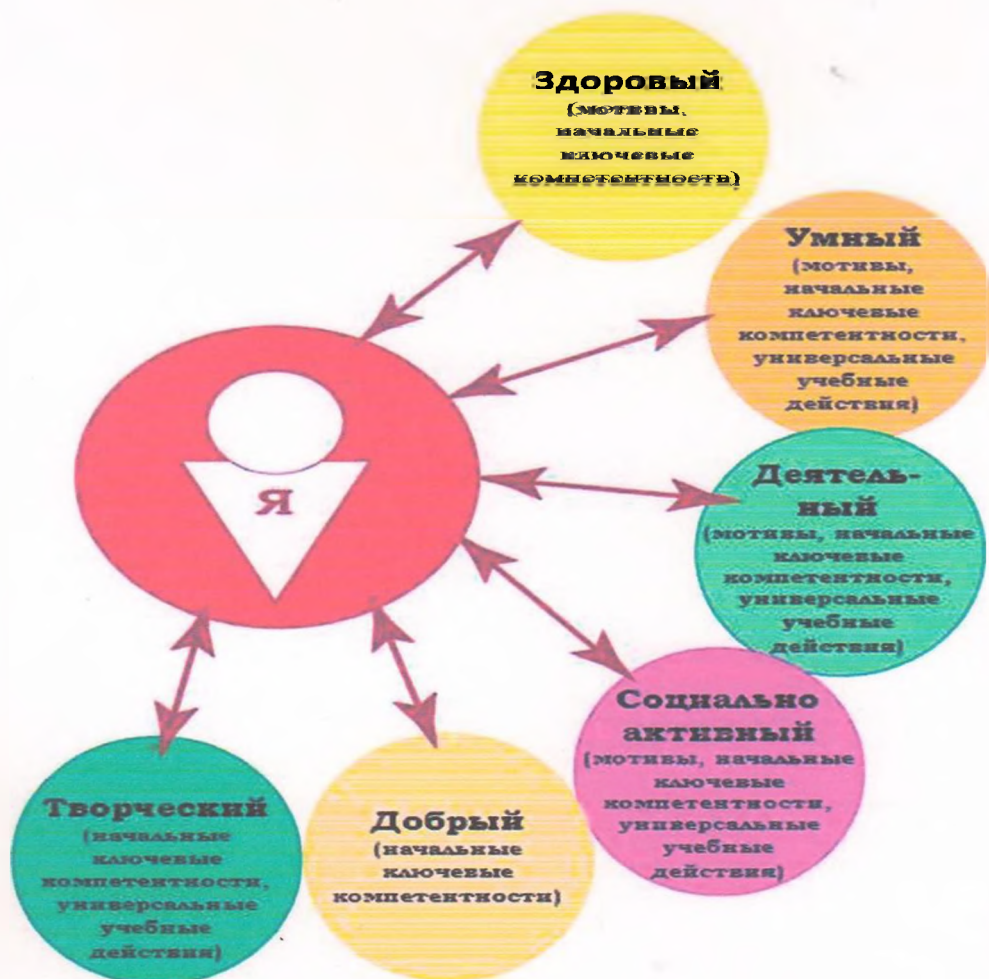 Здоровый
(мотивы,
начальные
ключевые
компетентности)
Умный
(мотивы,
начальные
ключевые
компетентности,
универсальные
учебные
действия)
Я
Деятель-
ный
(мотивы, начальные
ключевые
компетентности,
универсальные
учебные
действия)
Социально
активный
(мотивы, начальные
ключевые
компетентности,
универсальные
учебные
действия)
Добрый
(начальные
ключевые
компетентности)
Творческий
(начальные
ключевые
компетентности,
универсальные
учебные
действия)